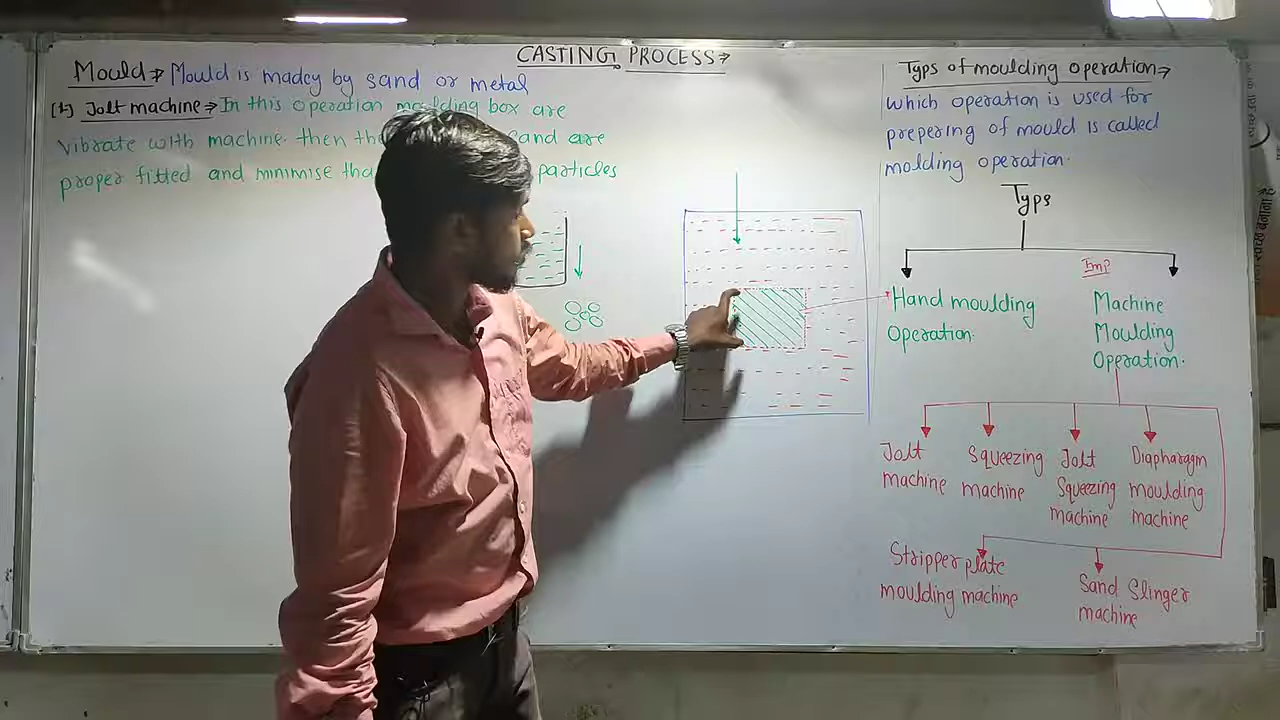 CASTING PROCESS→
Mould→ Mould is madey by sand or metal
(1) Jolt machine→ In this operation moulding box are
vibrate with machine. then the sand are
proper fitted and minimise particles
Typs of moulding operation→
which operation is used for
prepering of mould is called
molding operation.
Typs
Hand moulding
Operation.
Imp
Machine
Moulding
Operation.
Jolt
machine
Squeezing
machine
Jolt
Squeezing
machine
Diapharagm
moulding
machine
Stripper plate
moulding machine
Sand Slinger
machine